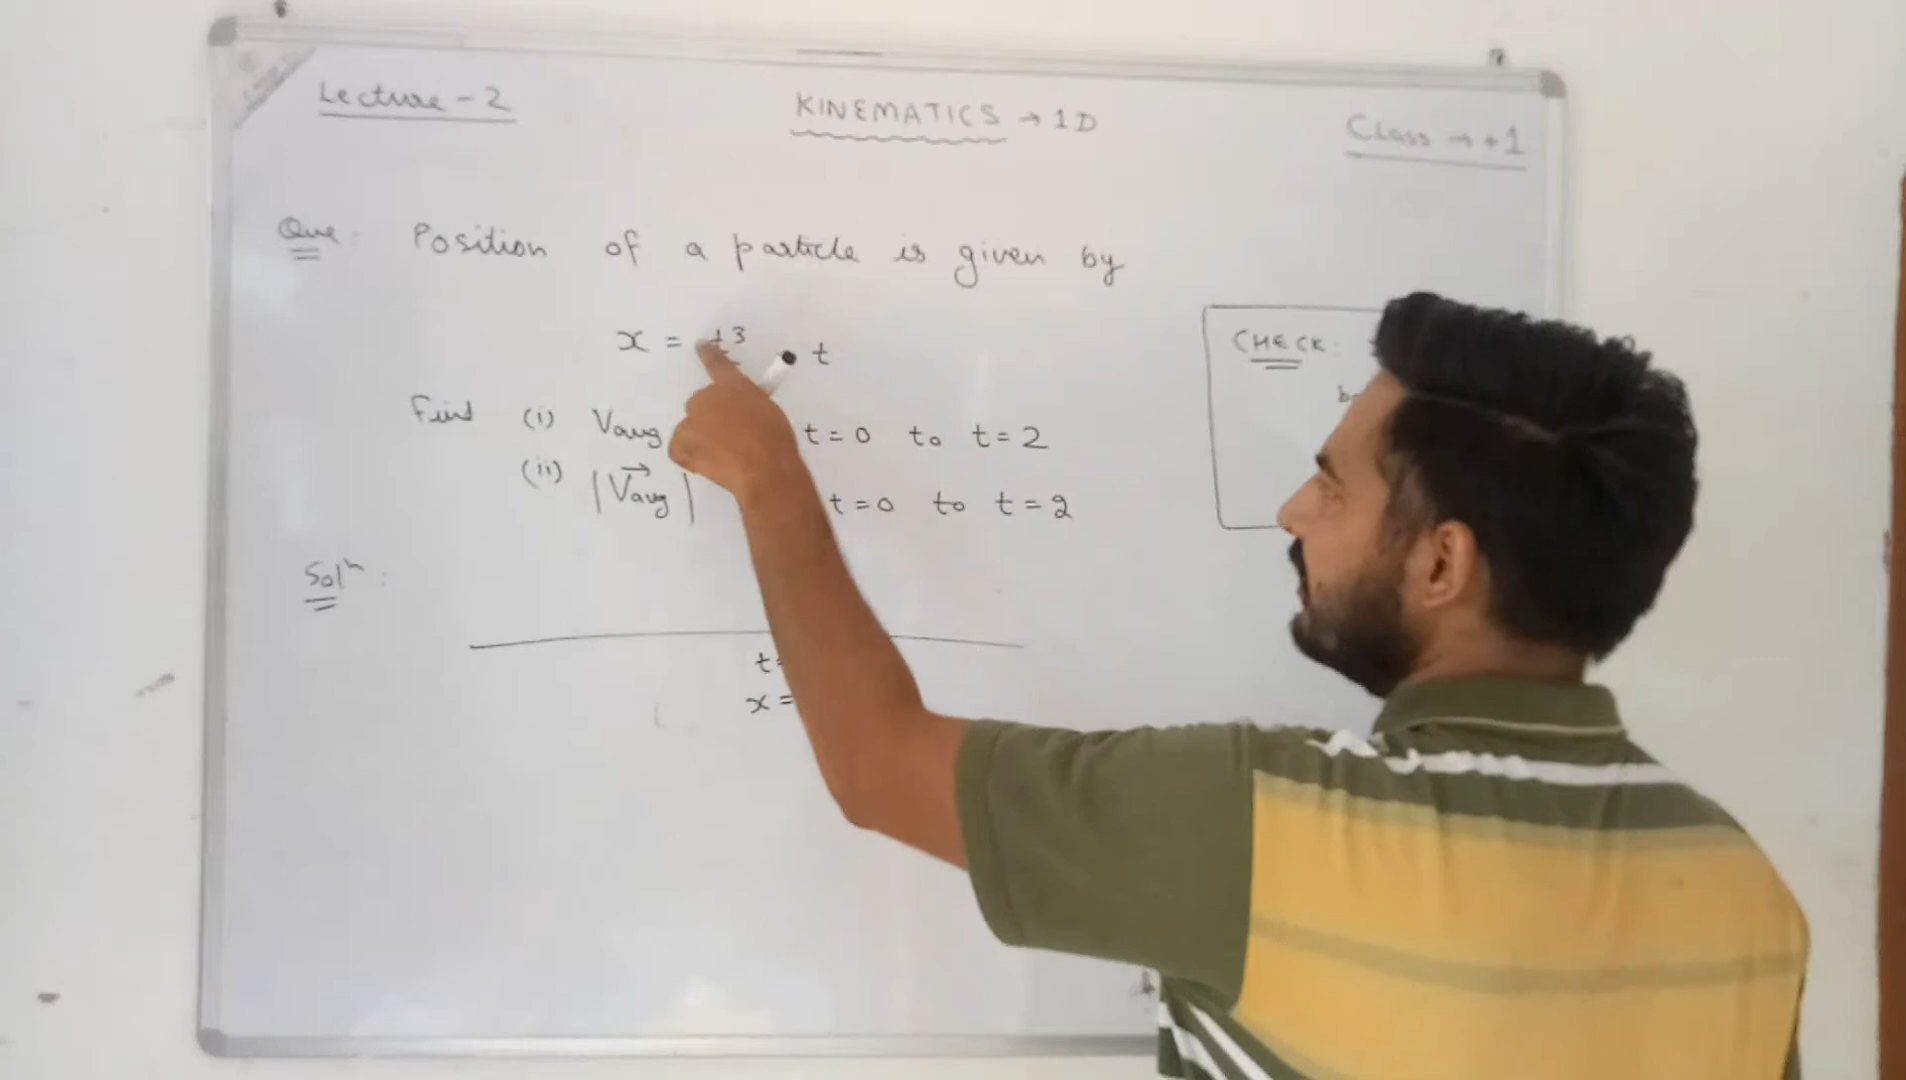 Lecture - 2
KINEMATICS → 1D
Class → +1
Que: Position of a particle is given by
x = t³ t
Find (i) Vavg t=0 to t=2
(ii) |V⃗avg| t=0 to t=2
Solⁿ:
t=
x=
CHECK: